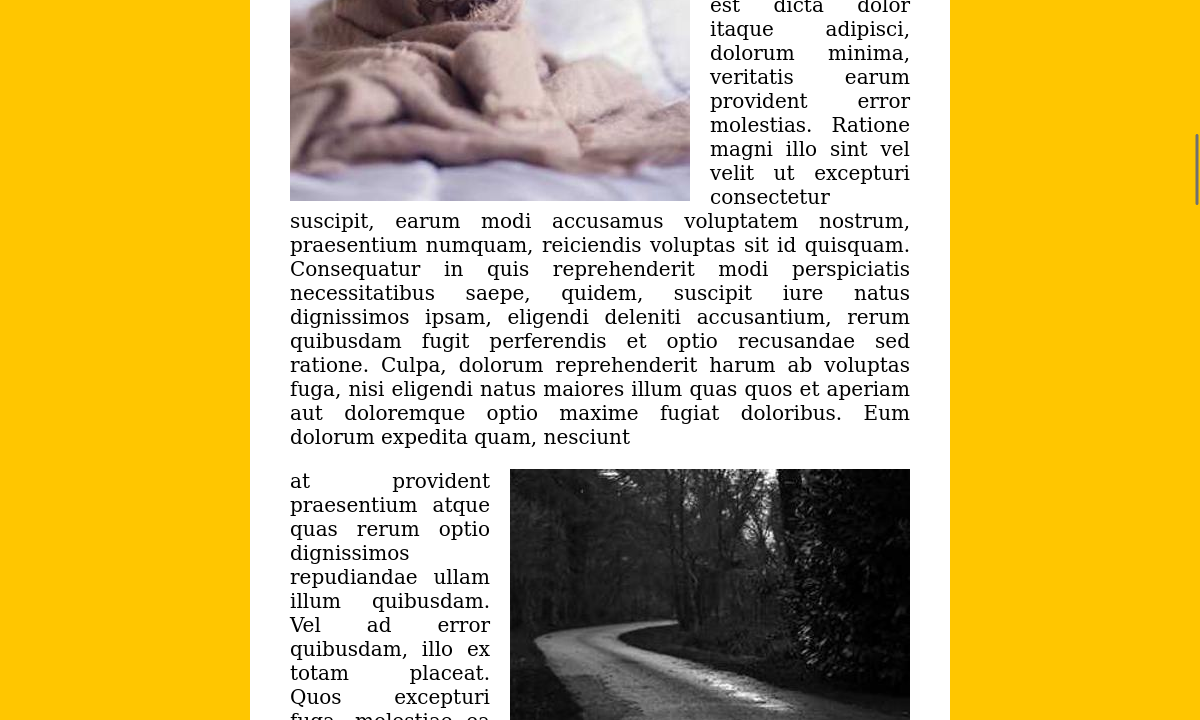 est dicta dolor
itaque adipisci,
dolorum minima,
veritatis earum
provident error
molestias. Ratione
magni illo sint vel
velit ut excepturi
consectetur
suscipit, earum modi accusamus voluptatem nostrum,
praesentium numquam, reiciendis voluptas sit id quisquam.
Consequatur in quis reprehenderit modi perspiciatis
necessitatibus saepe, quidem, suscipit iure natus
dignissimos ipsam, eligendi deleniti accusantium, rerum
quibusdam fugit perferendis et optio recusandae sed
ratione. Culpa, dolorum reprehenderit harum ab voluptas
fuga, nisi eligendi natus maiores illum quas quos et aperiam
aut doloremque optio maxime fugiat doloribus. Eum
dolorum expedita quam, nesciunt
at provident
praesentium atque
quas rerum optio
dignissimos
repudiandae ullam
illum quibusdam.
Vel ad error
quibusdam, illo ex
totam placeat.
Quos excepturi
fuga, molestiae ea